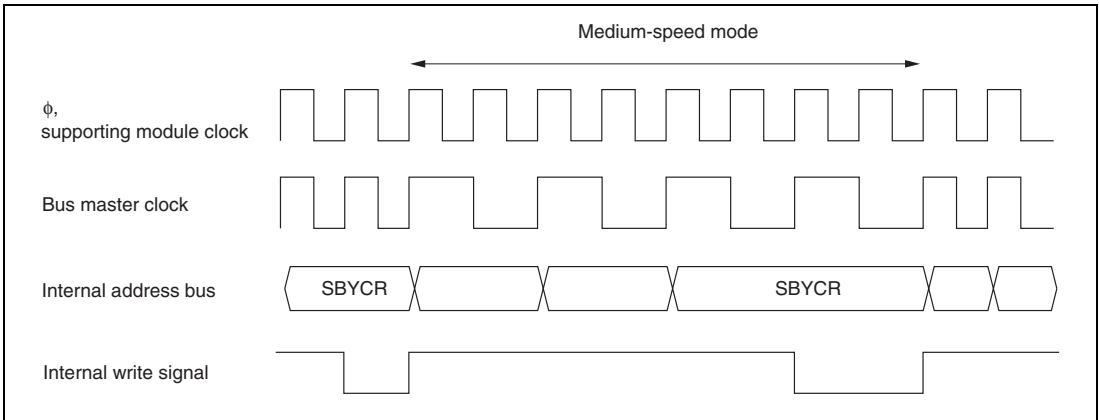 Medium-speed mode
ϕ,
supporting module clock
Bus master clock
Internal address bus
SBYCR
SBYCR
Internal write signal